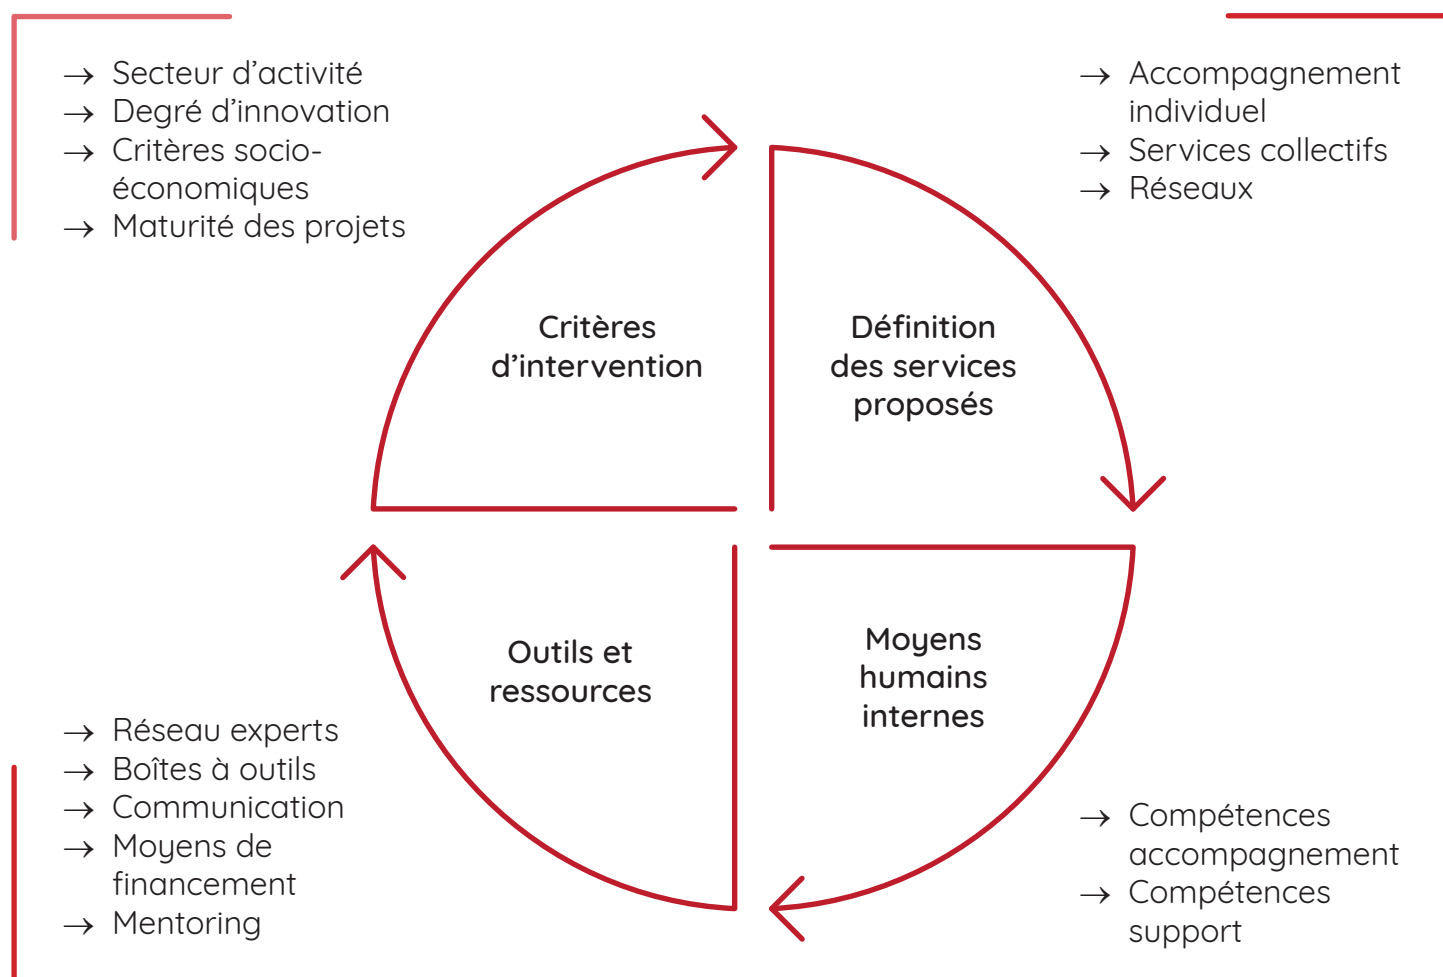 → Secteur d’activité
→ Degré d’innovation
→ Critères socio-
économiques
→ Maturité des projets
→ Accompagnement
individuel
→ Services collectifs
→ Réseaux
Critères
d’intervention
Définition
des services
proposés
Outils et
ressources
Moyens
humains
internes
→ Réseau experts
→ Boîtes à outils
→ Communication
→ Moyens de
financement
→ Mentoring
→ Compétences
accompagnement
→ Compétences
support